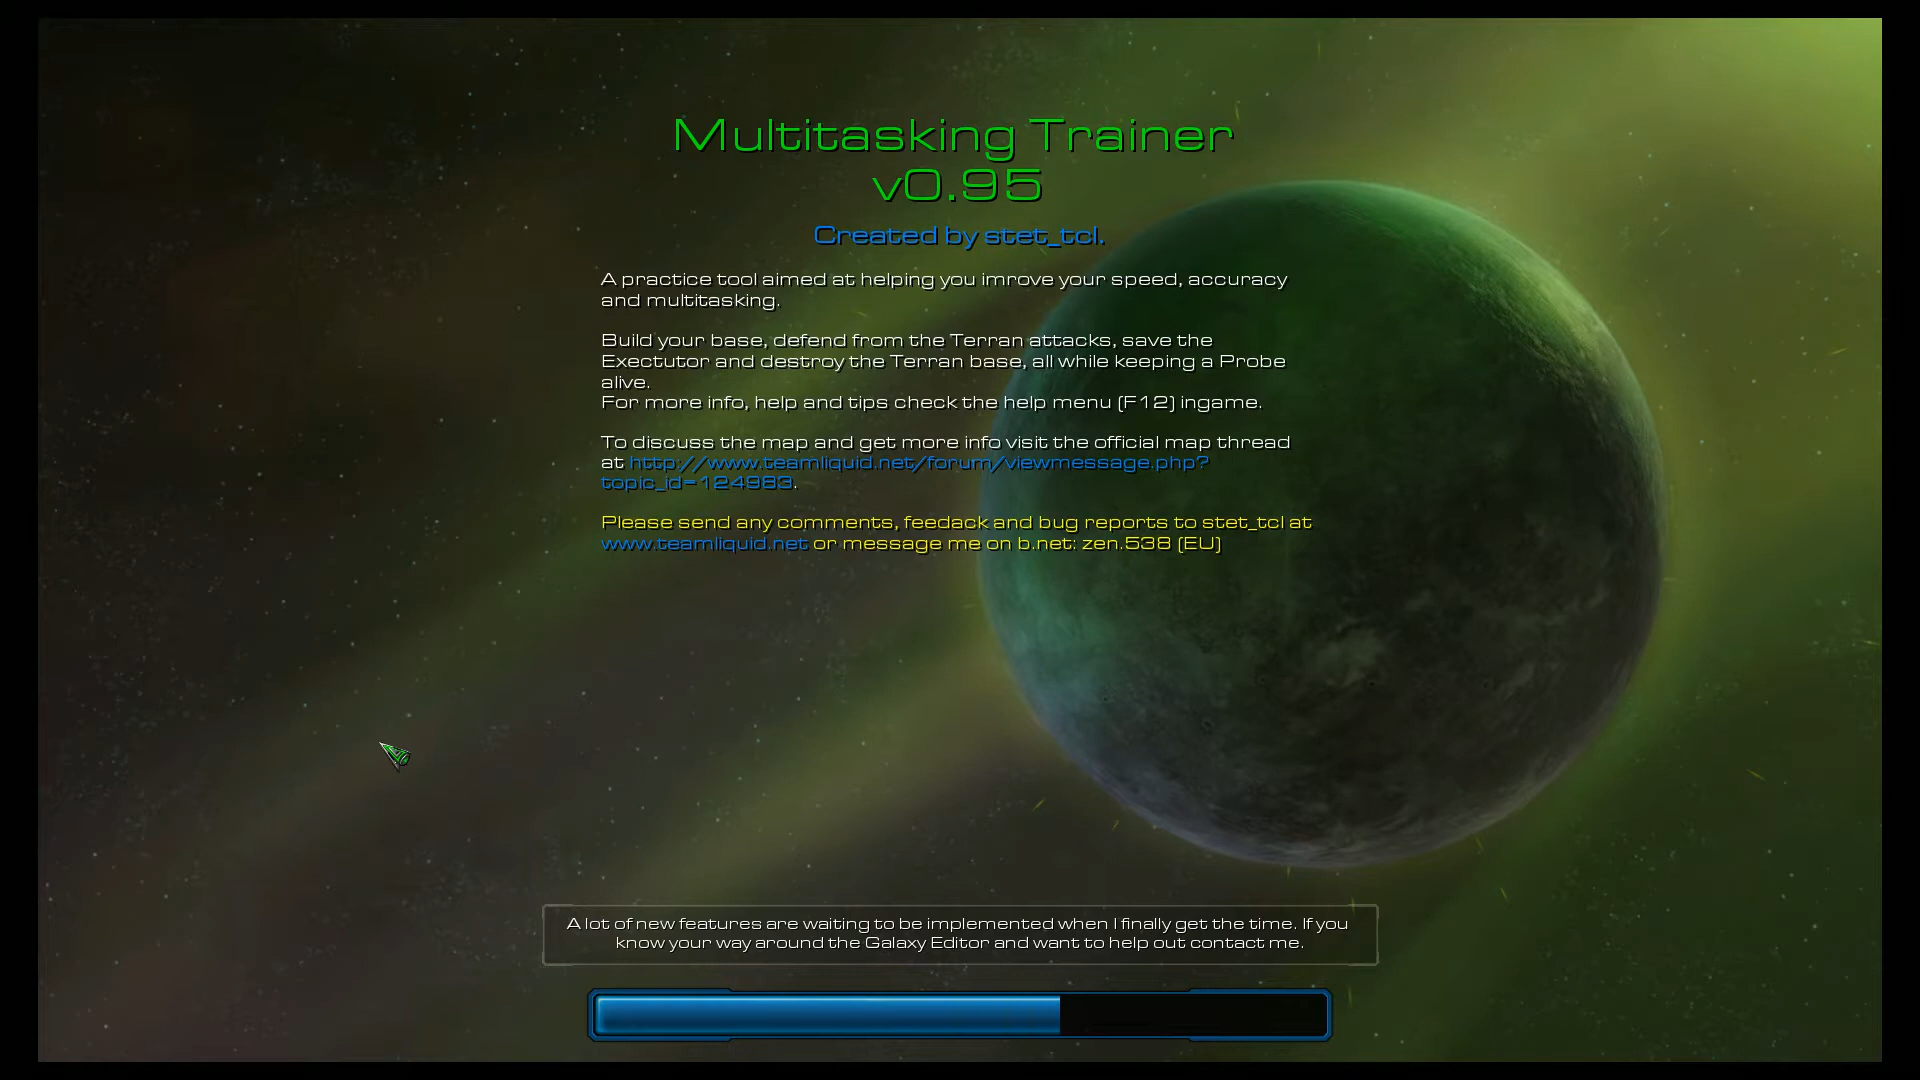 Multitasking Trainer
v0.95
Created by stet_tcl.
A practice tool aimed at helping you imrove your speed, accuracy
and multitasking.
Build your base, defend from the Terran attacks, save the
Exectutor and destroy the Terran base, all while keeping a Probe
alive.
For more info, help and tips check the help menu (F12) ingame.
To discuss the map and get more info visit the official map thread
at http://www.teamliquid.net/forum/viewmessage.php?
topic_id=124983.
Please send any comments, feedack and bug reports to stet_tcl at
www.teamliquid.net or message me on b.net: zen.538 (EU)
A lot of new features are waiting to be implemented when I finally get the time. If you
know your way around the Galaxy Editor and want to help out contact me.